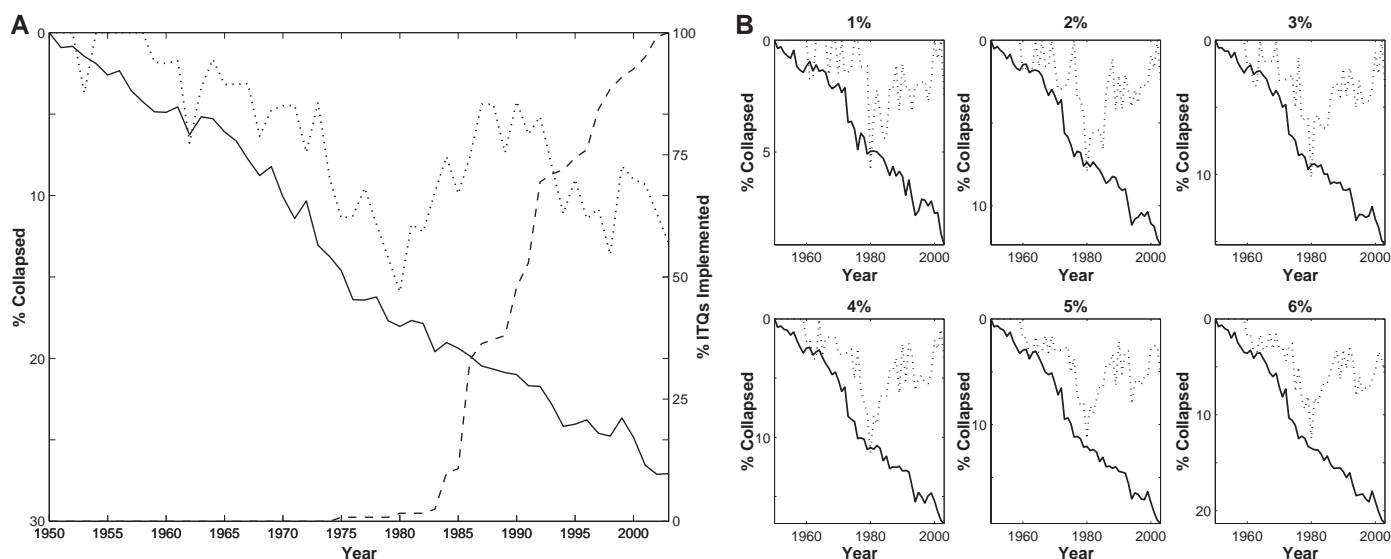 A
0
10
20
30
% Collapsed
1950 1955 1960 1965 1970 1975 1980 1985 1990 1995 2000
Year
100
75
50
25
0
% ITQs Implemented
B
1%
0
5
% Collapsed
1960 1980 2000
Year
2%
0
10
% Collapsed
1960 1980 2000
Year
3%
0
10
% Collapsed
1960 1980 2000
Year
4%
0
10
% Collapsed
1960 1980 2000
Year
5%
0
10
% Collapsed
1960 1980 2000
Year
6%
0
10
20
% Collapsed
1960 1980 2000
Year